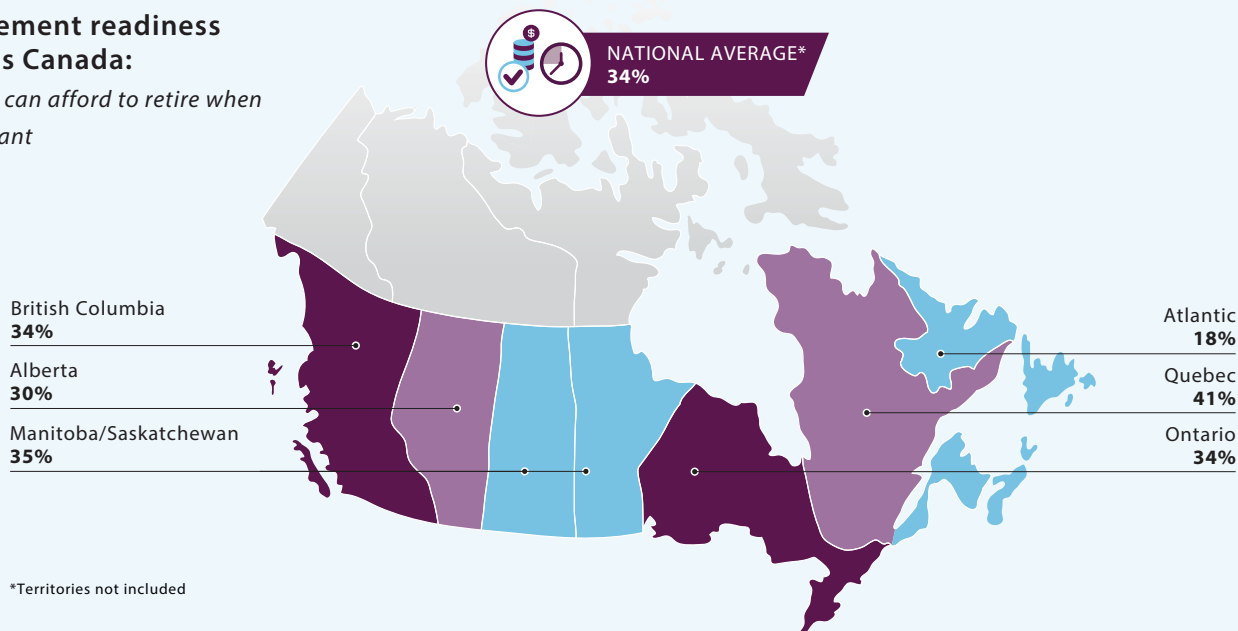 ement readiness
s Canada:
can afford to retire when
ant
$
NATIONAL AVERAGE*
34%
British Columbia
34%
Alberta
30%
Manitoba/Saskatchewan
35%
Atlantic
18%
Quebec
41%
Ontario
34%
*Territories not included